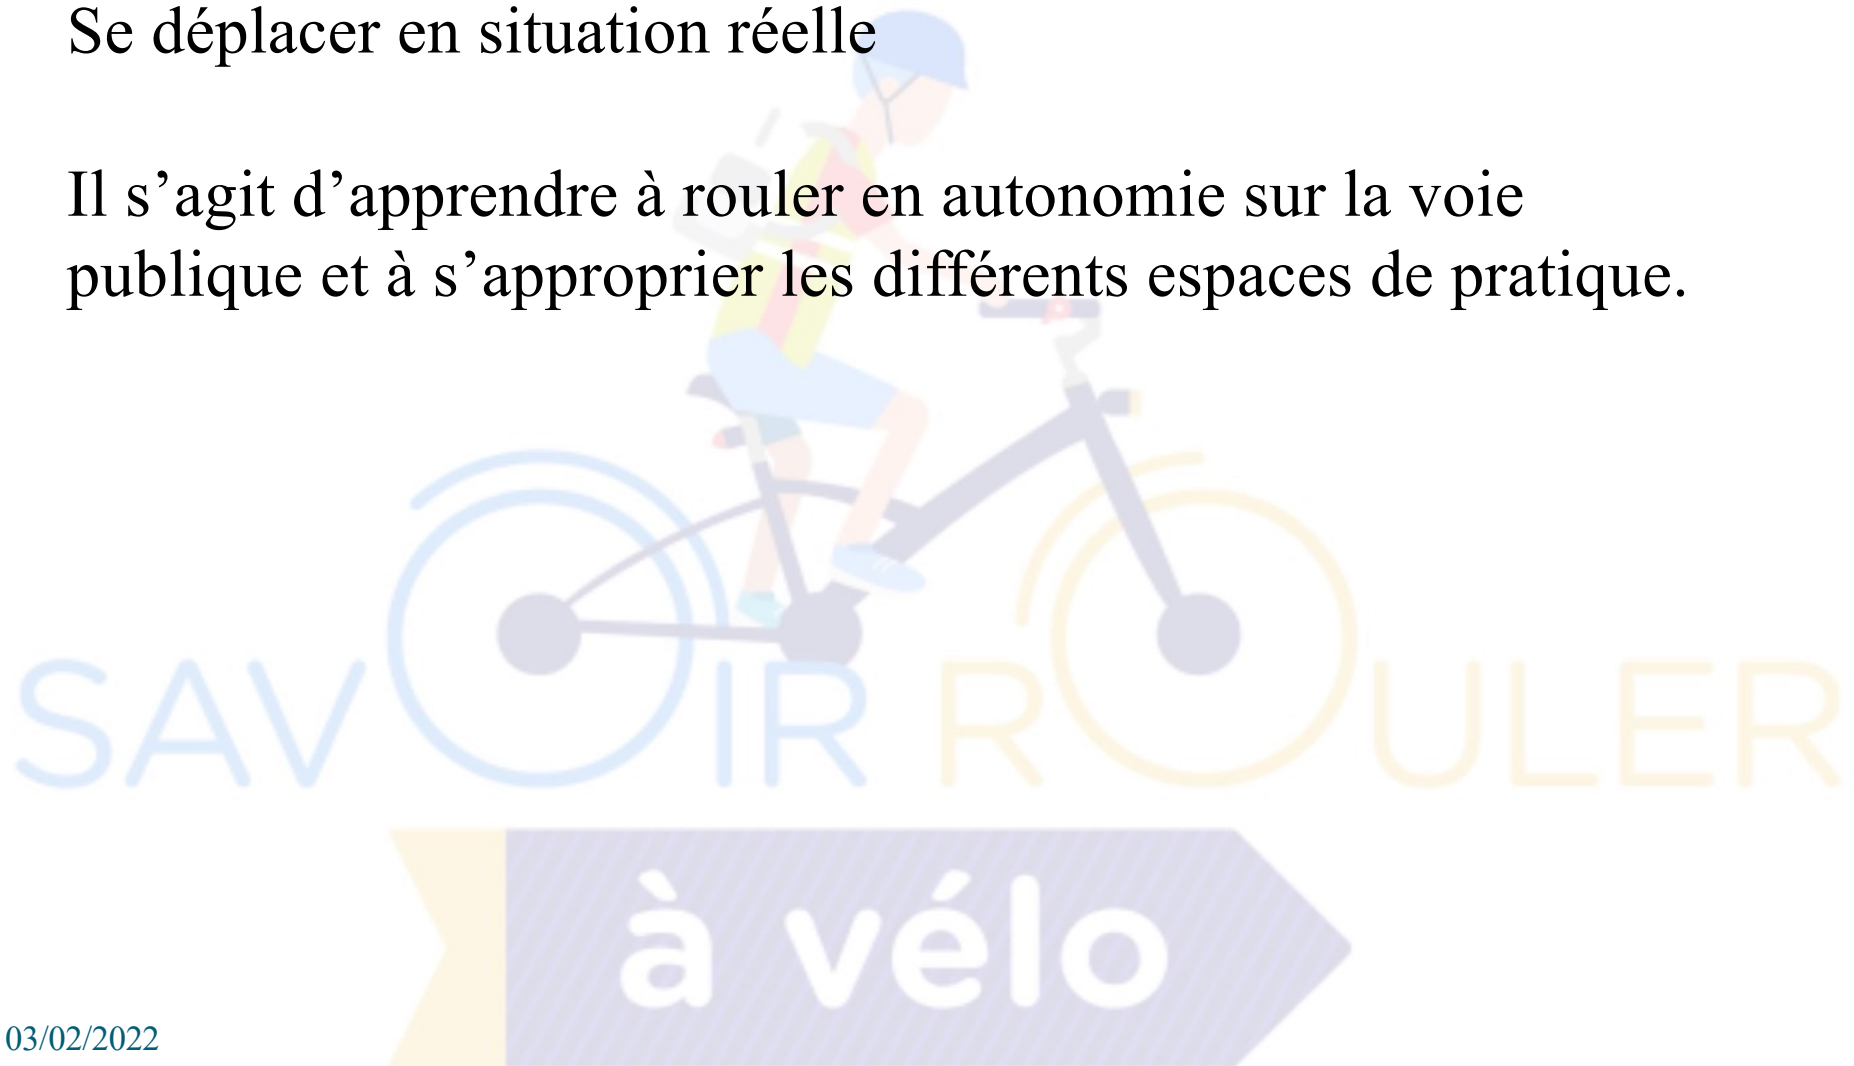 Se déplacer en situation réelle
Il s’agit d’apprendre à rouler en autonomie sur la voie
publique et à s’approprier les différents espaces de pratique.
SAVOIR ROULER
à vélo
03/02/2022